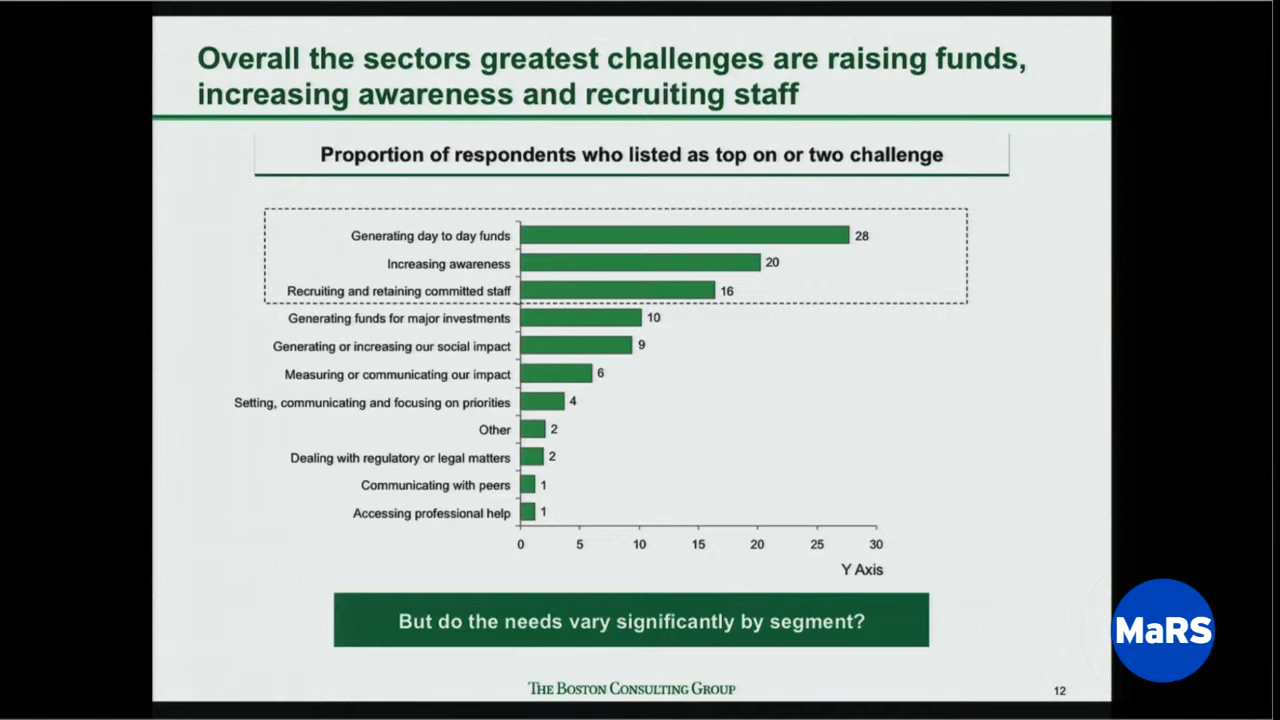 Overall the sectors greatest challenges are raising funds,
increasing awareness and recruiting staff
Proportion of respondents who listed as top on or two challenge
Generating day to day funds 28
Increasing awareness 20
Recruiting and retaining committed staff 16
Generating funds for major investments 10
Generating or increasing our social impact 9
Measuring or communicating our impact 6
Setting, communicating and focusing on priorities 4
Other 2
Dealing with regulatory or legal matters 2
Communicating with peers 1
Accessing professional help 1
0 5 10 15 20 25 30
Y Axis
But do the needs vary significantly by segment?
MaRS
THE BOSTON CONSULTING GROUP
12